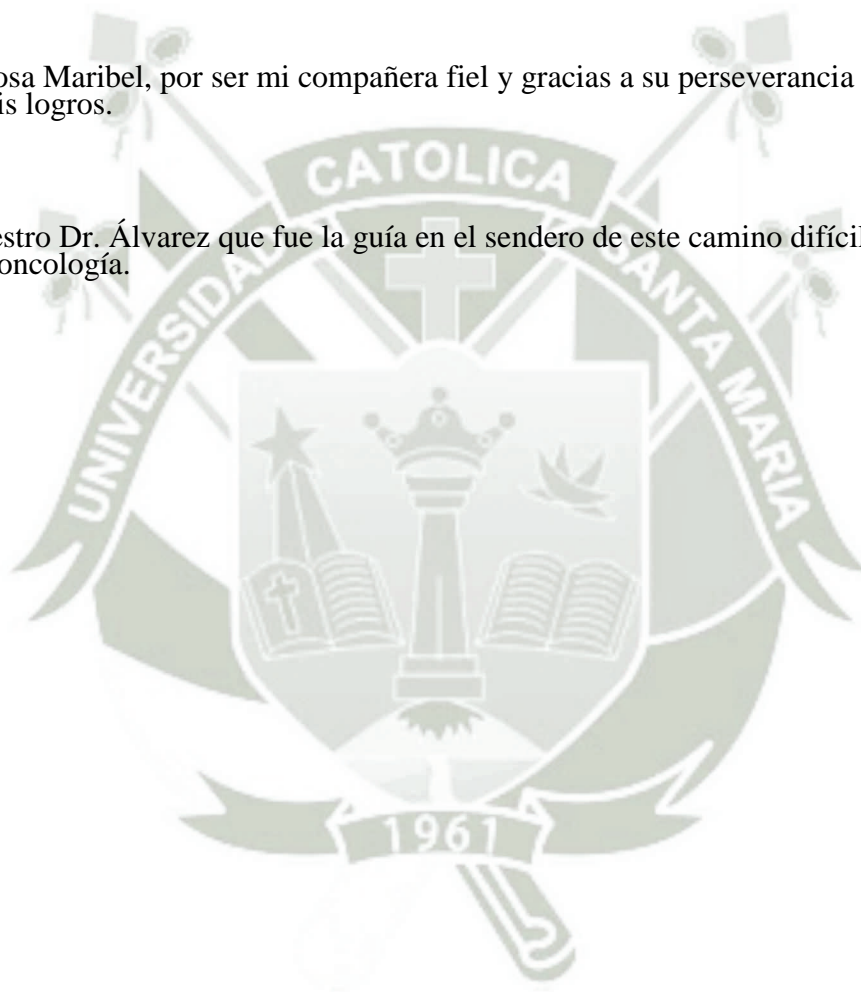 osa Maribel, por ser mi compañera fiel y gracias a su perseverancia
is logros.
estro Dr. Álvarez que fue la guía en el sendero de este camino difícil
oncología.
UNIVERSIDAD CATOLICA SANTA MARIA
1961